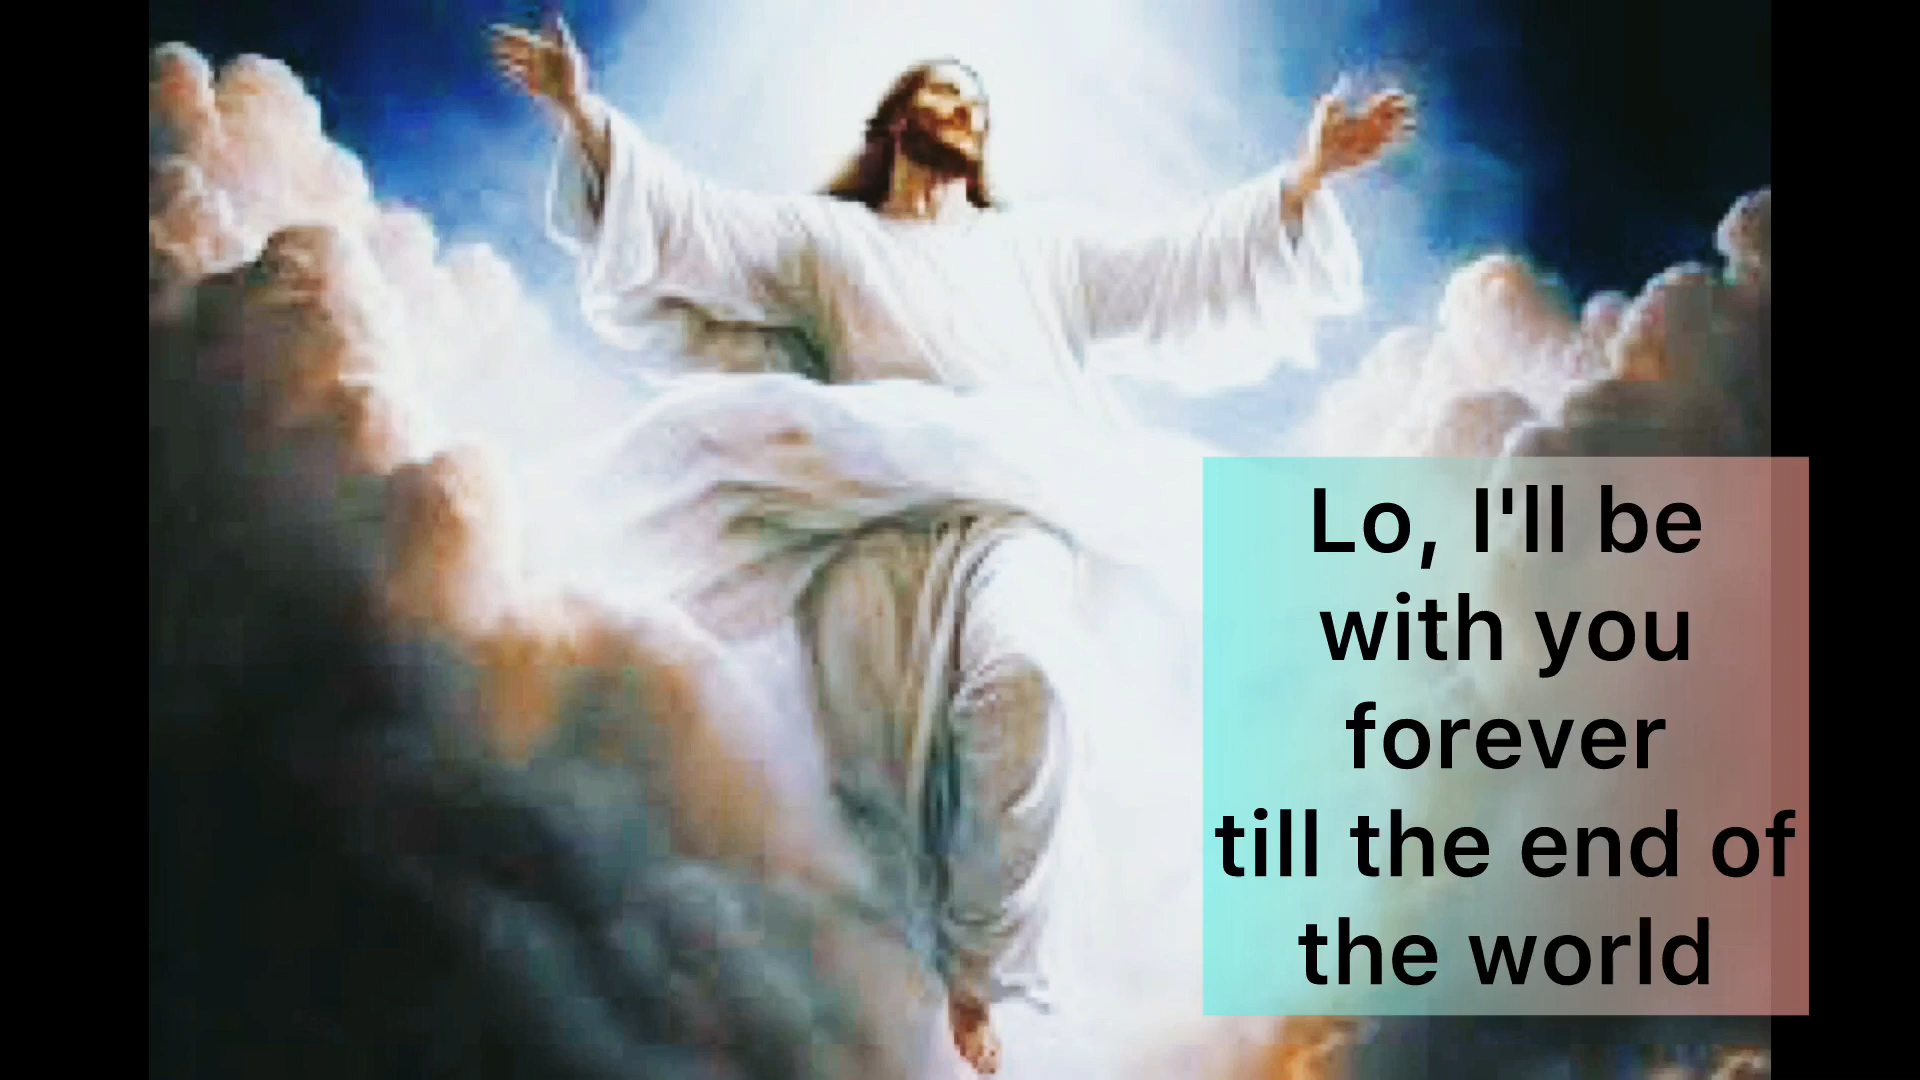 Lo, I'll be
with you
forever
till the end of
the world